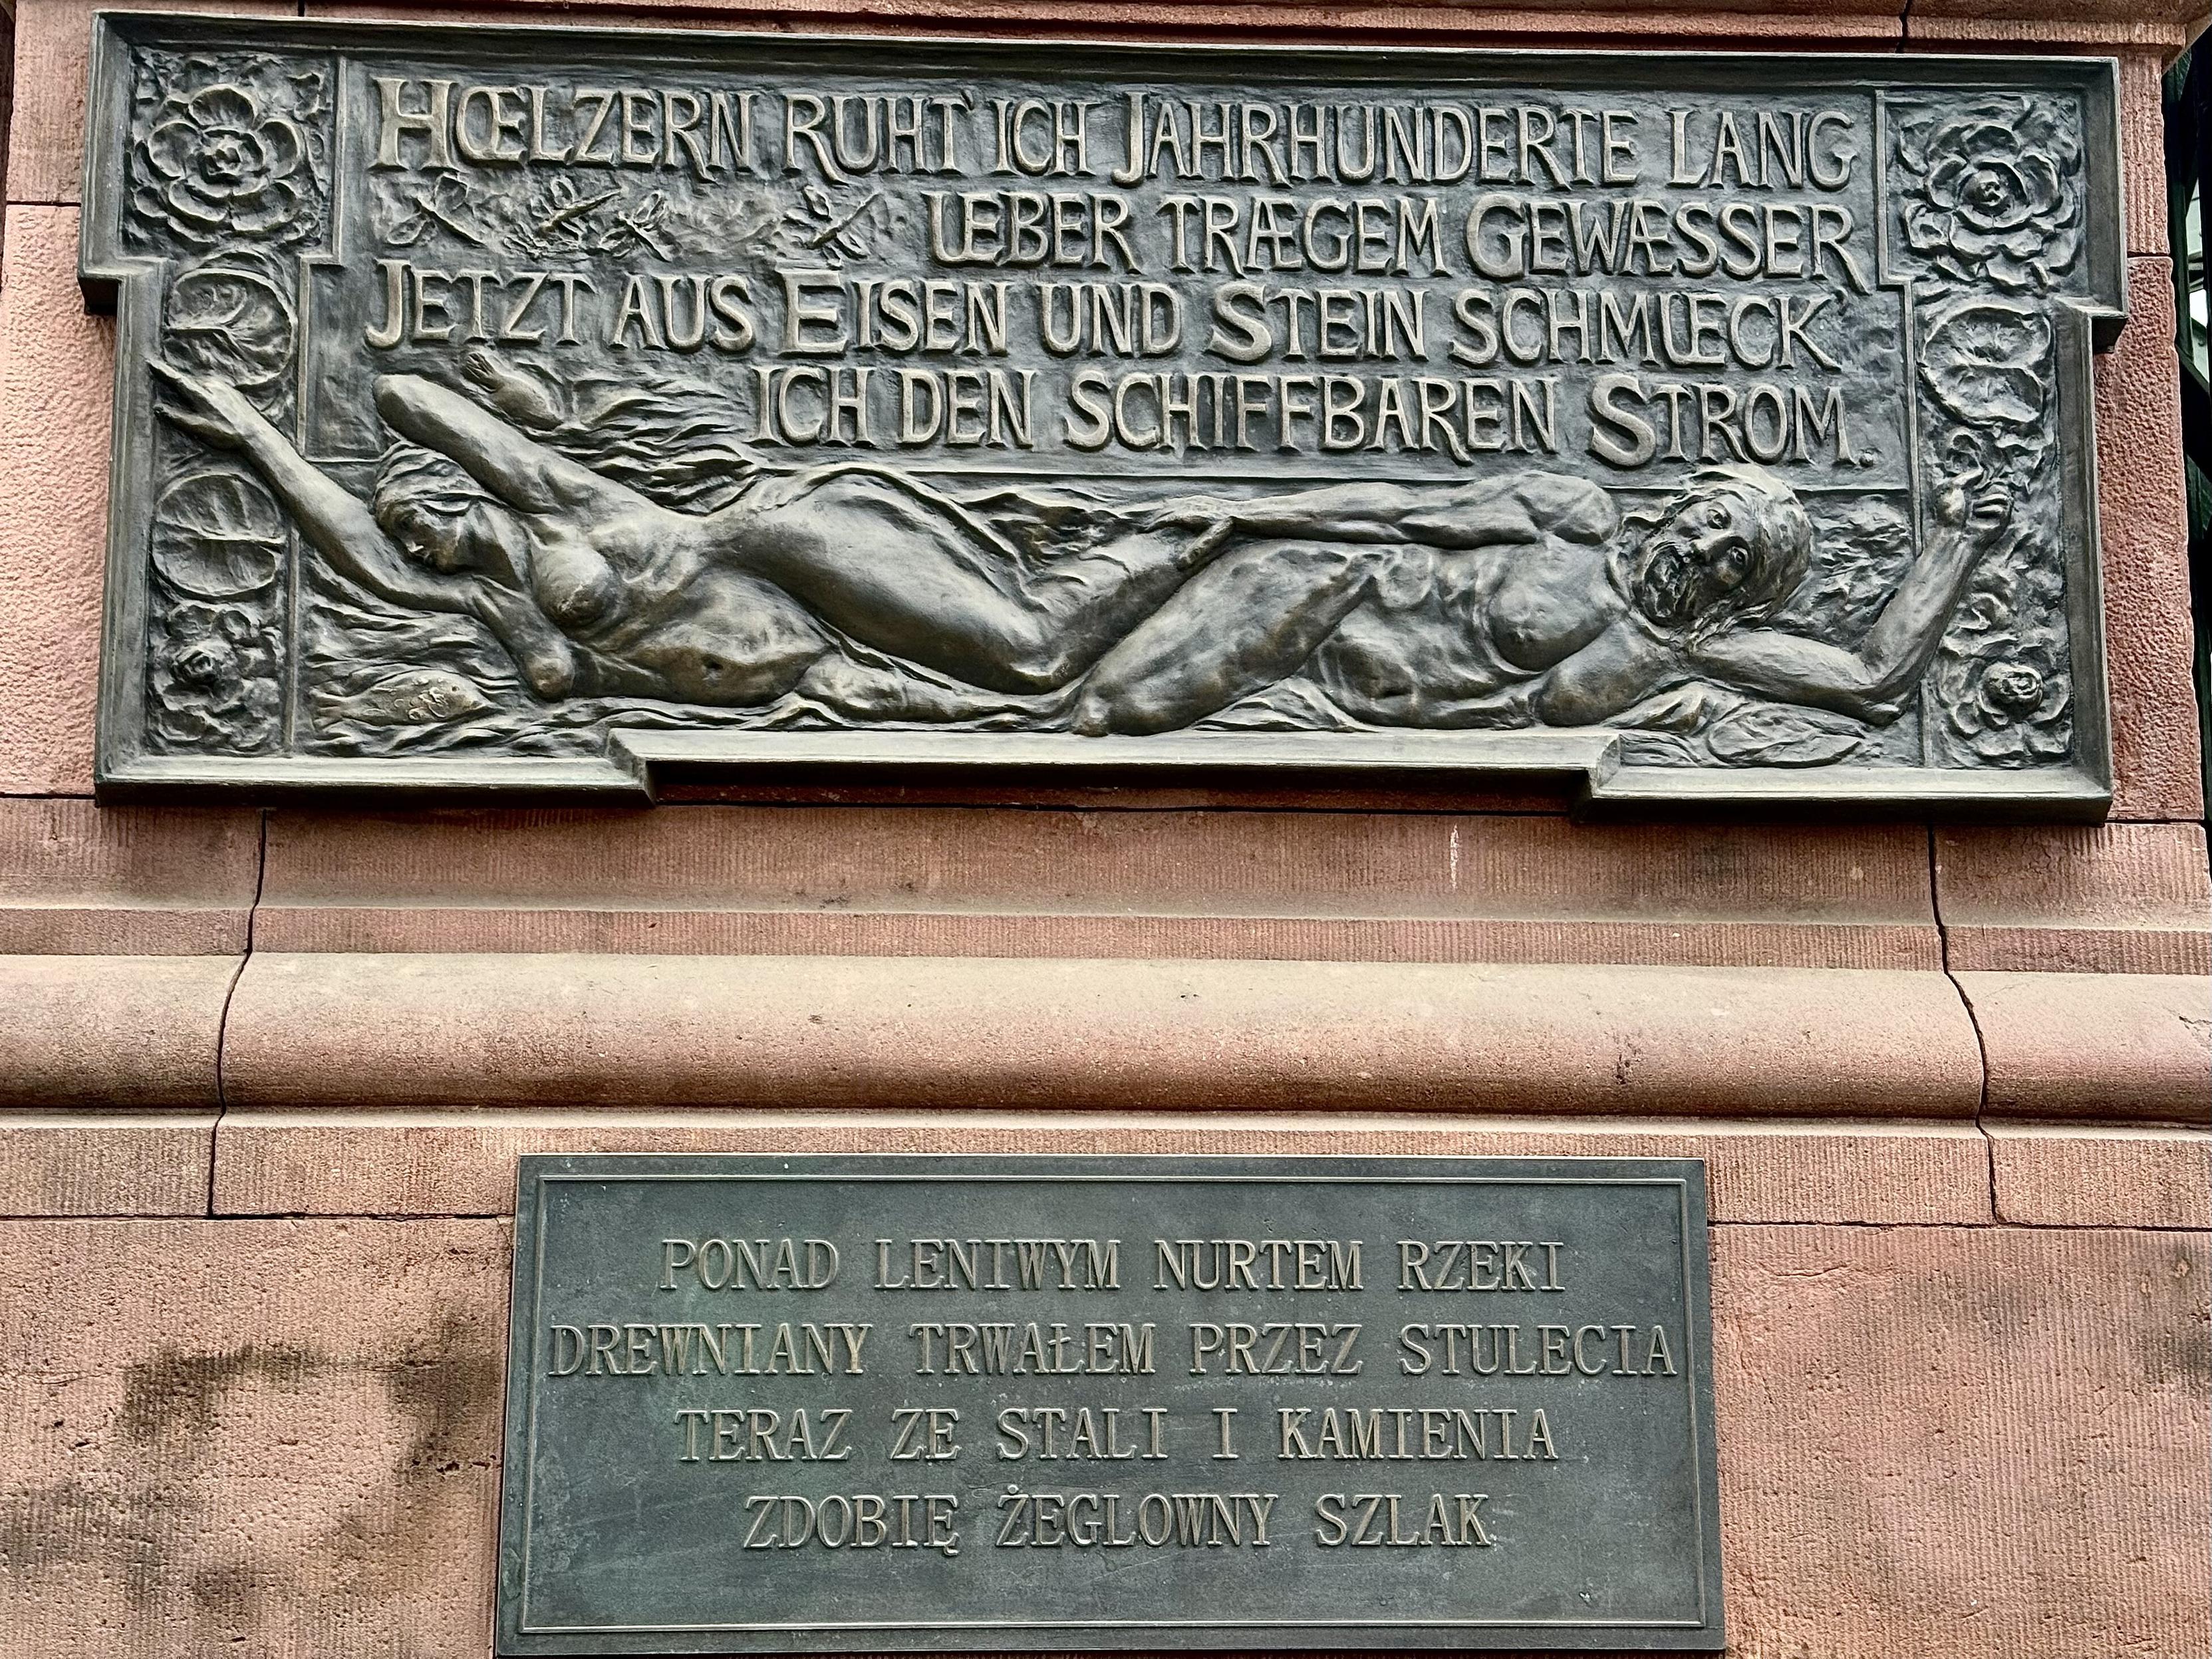 HŒLZERN RUHT' ICH JAHRHUNDERTE LANG
UEBER TRÆGEM GEWÆSSER
JETZT AUS EISEN UND STEIN SCHMUECK
ICH DEN SCHIFFBAREN STROM.
PONAD LENIWYM NURTEM RZEKI
DREWNIANY TRWAŁEM PRZEZ STULECIA
TERAZ ZE STALI I KAMIENIA
ZDOBIĘ ŻEGLOWNY SZLAK